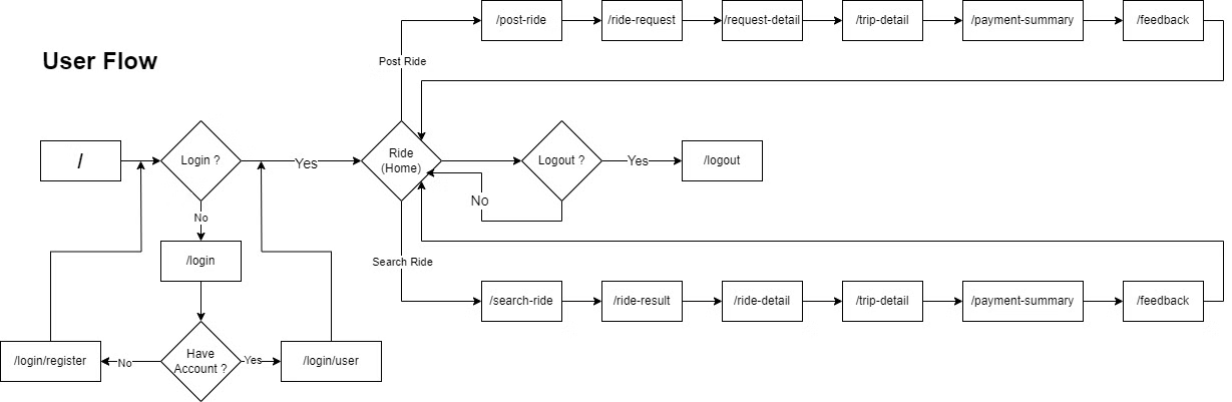 /post-ride
/ride-request
/request-detail
/trip-detail
/payment-summary
/feedback
User Flow
Post Ride
/
Login ?
Yes
Ride
(Home)
Logout ?
Yes
/logout
No
No
/login
Search Ride
/search-ride
/ride-result
/ride-detail
/trip-detail
/payment-summary
/feedback
/login/register
No
Have
Account ?
Yes
/login/user